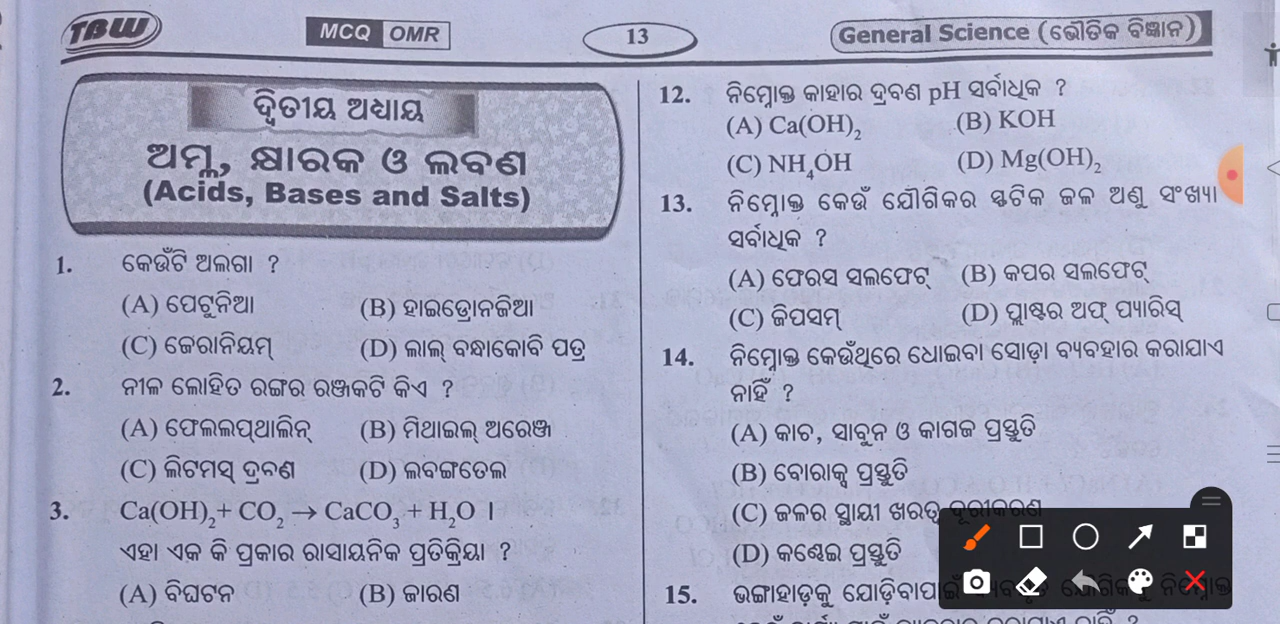 TBW
MCQ OMR
13
General Science (ଭୌତିକ ବିଜ୍ଞାନ)
ଦ୍ୱିତୀୟ ଅଧ୍ୟାୟ
ଅମ୍ଳ, କ୍ଷାରକ ଓ ଲବଣ
(Acids, Bases and Salts)
1. କେଉଁଟି ଅଲଗା ?
(A) ପେଟୁନିଆ (B) ହାଇଡ୍ରୋନଜିଆ
(C) ଜେରାନିୟମ୍ (D) ଲାଲ୍ ବନ୍ଧାକୋବି ପତ୍ର
2. ନୀଳ ଲୋହିତ ରଙ୍ଗର ରଞ୍ଜକଟି କିଏ ?
(A) ଫେଲଲପ୍‌ଥାଲିନ୍ (B) ମିଥାଇଲ୍ ଅରେଞ୍ଜ
(C) ଲିଟମସ୍ ଦ୍ରବଣ (D) ଲବଙ୍ଗତେଲ
3. Ca(OH)₂ + CO₂ → CaCO₃ + H₂O ।
ଏହା ଏକ କି ପ୍ରକାର ରାସାୟନିକ ପ୍ରତିକ୍ରିୟା ?
(A) ବିଘଟନ (B) ଜାରଣ
12. ନିମ୍ନୋକ୍ତ କାହାର ଦ୍ରବଣ pH ସର୍ବାଧିକ ?
(A) Ca(OH)₂ (B) KOH
(C) NH₄OH (D) Mg(OH)₂
13. ନିମ୍ନୋକ୍ତ କେଉଁ ଯୌଗିକର ସ୍ଫଟିକ ଜଳ ଅଣୁ ସଂଖ୍ୟା
ସର୍ବାଧିକ ?
(A) ଫେରସ ସଲଫେଟ୍ (B) କପର ସଲଫେଟ୍
(C) ଜିପସମ୍ (D) ପ୍ଲାଷ୍ଟର ଅଫ୍ ପ୍ୟାରିସ୍
14. ନିମ୍ନୋକ୍ତ କେଉଁଥିରେ ଧୋଇବା ସୋଡ଼ା ବ୍ୟବହାର କରାଯାଏ
ନାହିଁ ?
(A) କାଚ, ସାବୁନ ଓ କାଗଜ ପ୍ରସ୍ତୁତି
(B) ବୋରାକ୍ସ ପ୍ରସ୍ତୁତି
(C) ଜଳର ସ୍ଥାୟୀ ଖରତ୍ୱ ଦୂରୀକରଣ
(D) କଣ୍ଢେଇ ପ୍ରସ୍ତୁତି
15. ଭଙ୍ଗାହାଡ଼କୁ ଯୋଡ଼ିବାପାଇଁ